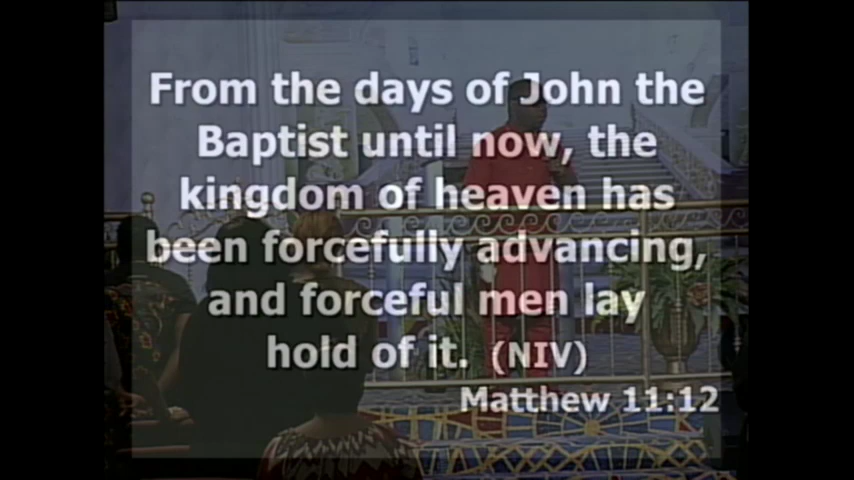 From the days of John the
Baptist until now, the
kingdom of heaven has
been forcefully advancing,
and forceful men lay
hold of it. (NIV)
Matthew 11:12